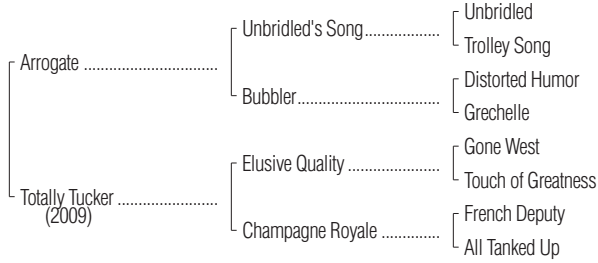 Unbridled
Unbridled's Song..................
Trolley Song
Arrogate ................................
Distorted Humor
Bubbler..................................
Grechelle
Gone West
Elusive Quality ......................
Touch of Greatness
Totally Tucker ........................
(2009)
French Deputy
Champagne Royale ..............
All Tanked Up